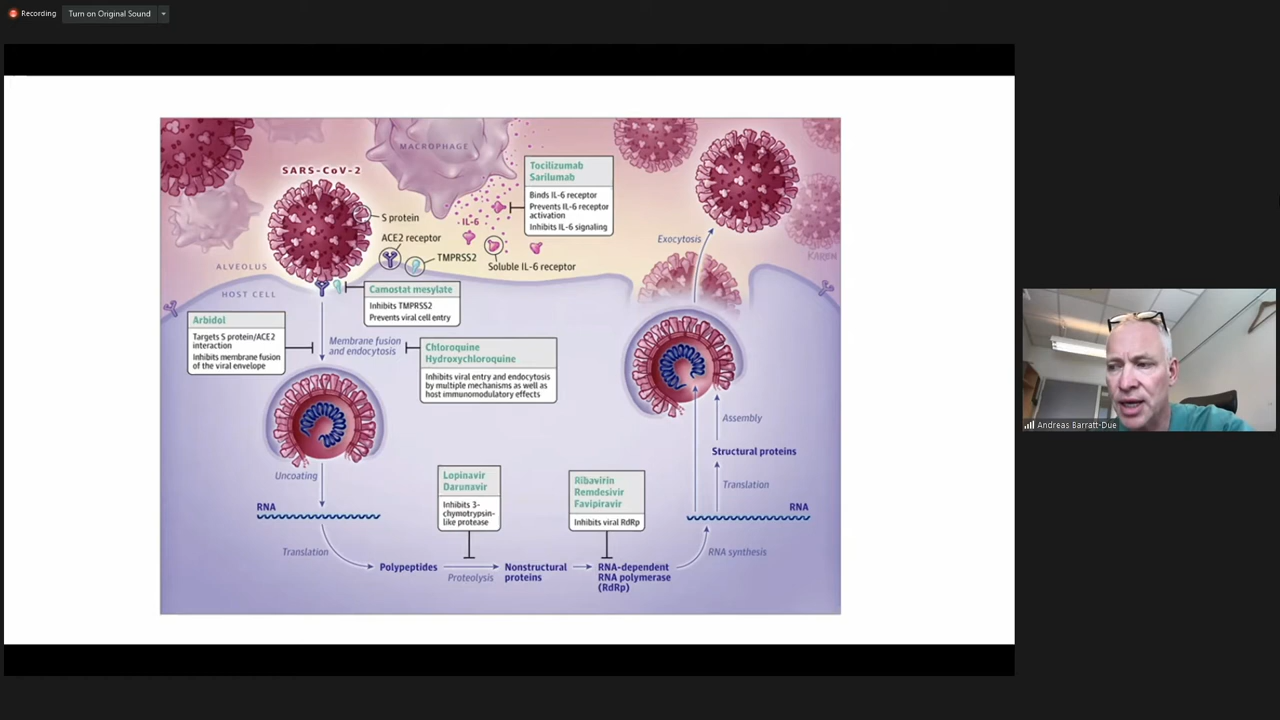 Recording
Turn on Original Sound
MACROPHAGE
SARS-CoV-2
S protein
ACE2 receptor
TMPRSS2
IL-6
Soluble IL-6 receptor
Tocilizumab
Sarilumab
Binds IL-6 receptor
Prevents IL-6 receptor
activation
Inhibits IL-6 signaling
Exocytosis
KAREN
ALVEOLUS
HOST CELL
Camostat mesylate
Inhibits TMPRSS2
Prevents viral cell entry
Arbidol
Targets S protein/ACE2
interaction
Inhibits membrane fusion
of the viral envelope
Membrane fusion
and endocytosis
Chloroquine
Hydroxychloroquine
Inhibits viral entry and endocytosis
by multiple mechanisms as well as
host immunomodulatory effects
Uncoating
RNA
Translation
Polypeptides
Lopinavir
Darunavir
Inhibits 3-
chymotrypsin-
like protease
Proteolysis
Nonstructural
proteins
Ribavirin
Remdesivir
Favipiravir
Inhibits viral RdRp
RNA-dependent
RNA polymerase
(RdRp)
RNA synthesis
RNA
Translation
Structural proteins
Assembly
Andreas Barratt-Due